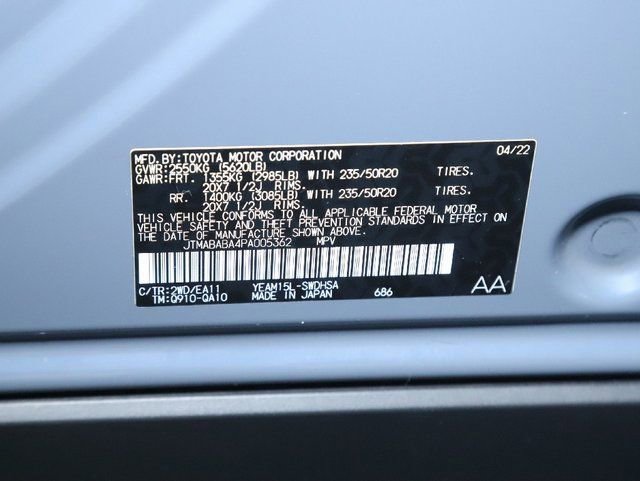 MFD.BY:TOYOTA MOTOR CORPORATION 04/22
GVWR:2550KG (5620LB)
GAWR:FRT. 1355KG (2985LB) WITH 235/50R20 TIRES.
20X7 1/2J RIMS.
RR. 1400KG (3085LB) WITH 235/50R20 TIRES.
20X7 1/2J RIMS.
THIS VEHICLE CONFORMS TO ALL APPLICABLE FEDERAL MOTOR
VEHICLE SAFETY AND THEFT PREVENTION STANDARDS IN EFFECT
ON THE DATE OF MANUFACTURE SHOWN ABOVE.
JTMABABA4PA005362 MPV
C/TR:2WD/EA11 YEAM15L-SWDHSA
TM:Q910-QA10 MADE IN JAPAN 686 AA